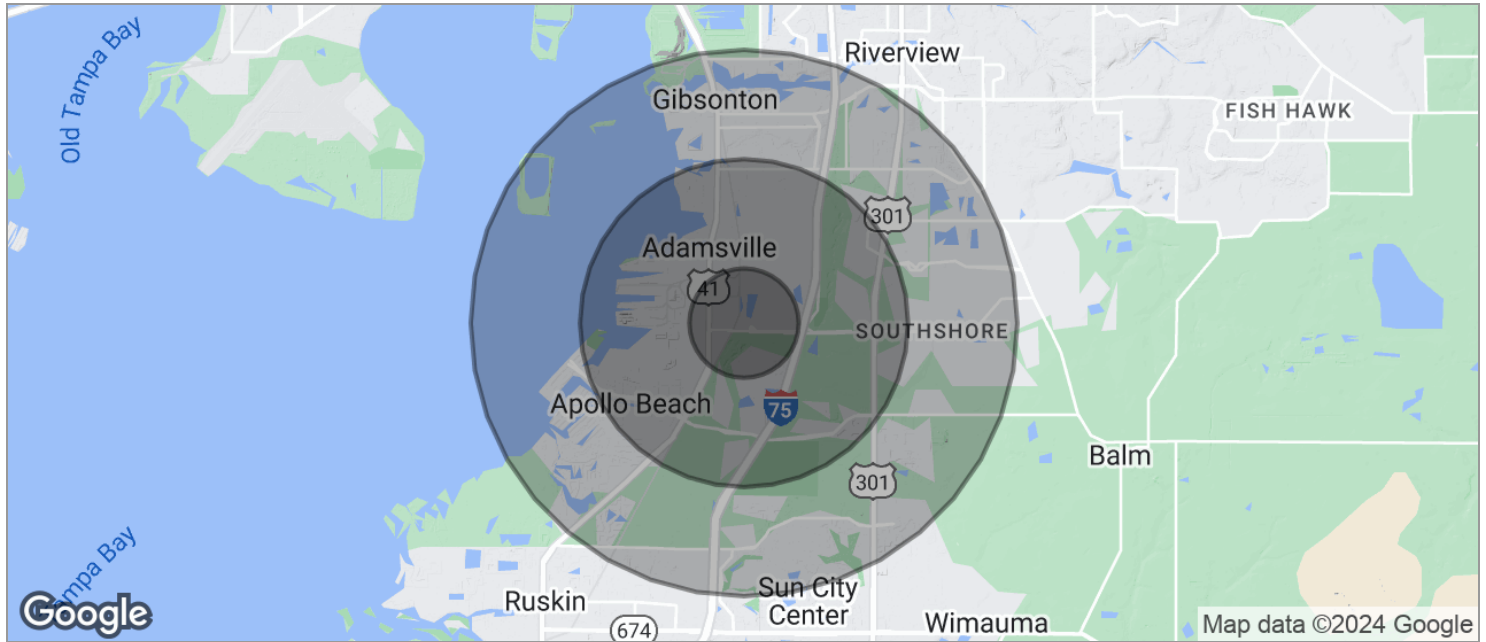 Old Tampa Bay
Riverview
Gibsonton
FISH HAWK
301
Adamsville
41
SOUTHSHORE
Apollo Beach
75
Balm
301
Tampa Bay
Sun City
Center
Ruskin
674
Wimauma
Google
Map data ©2024 Google